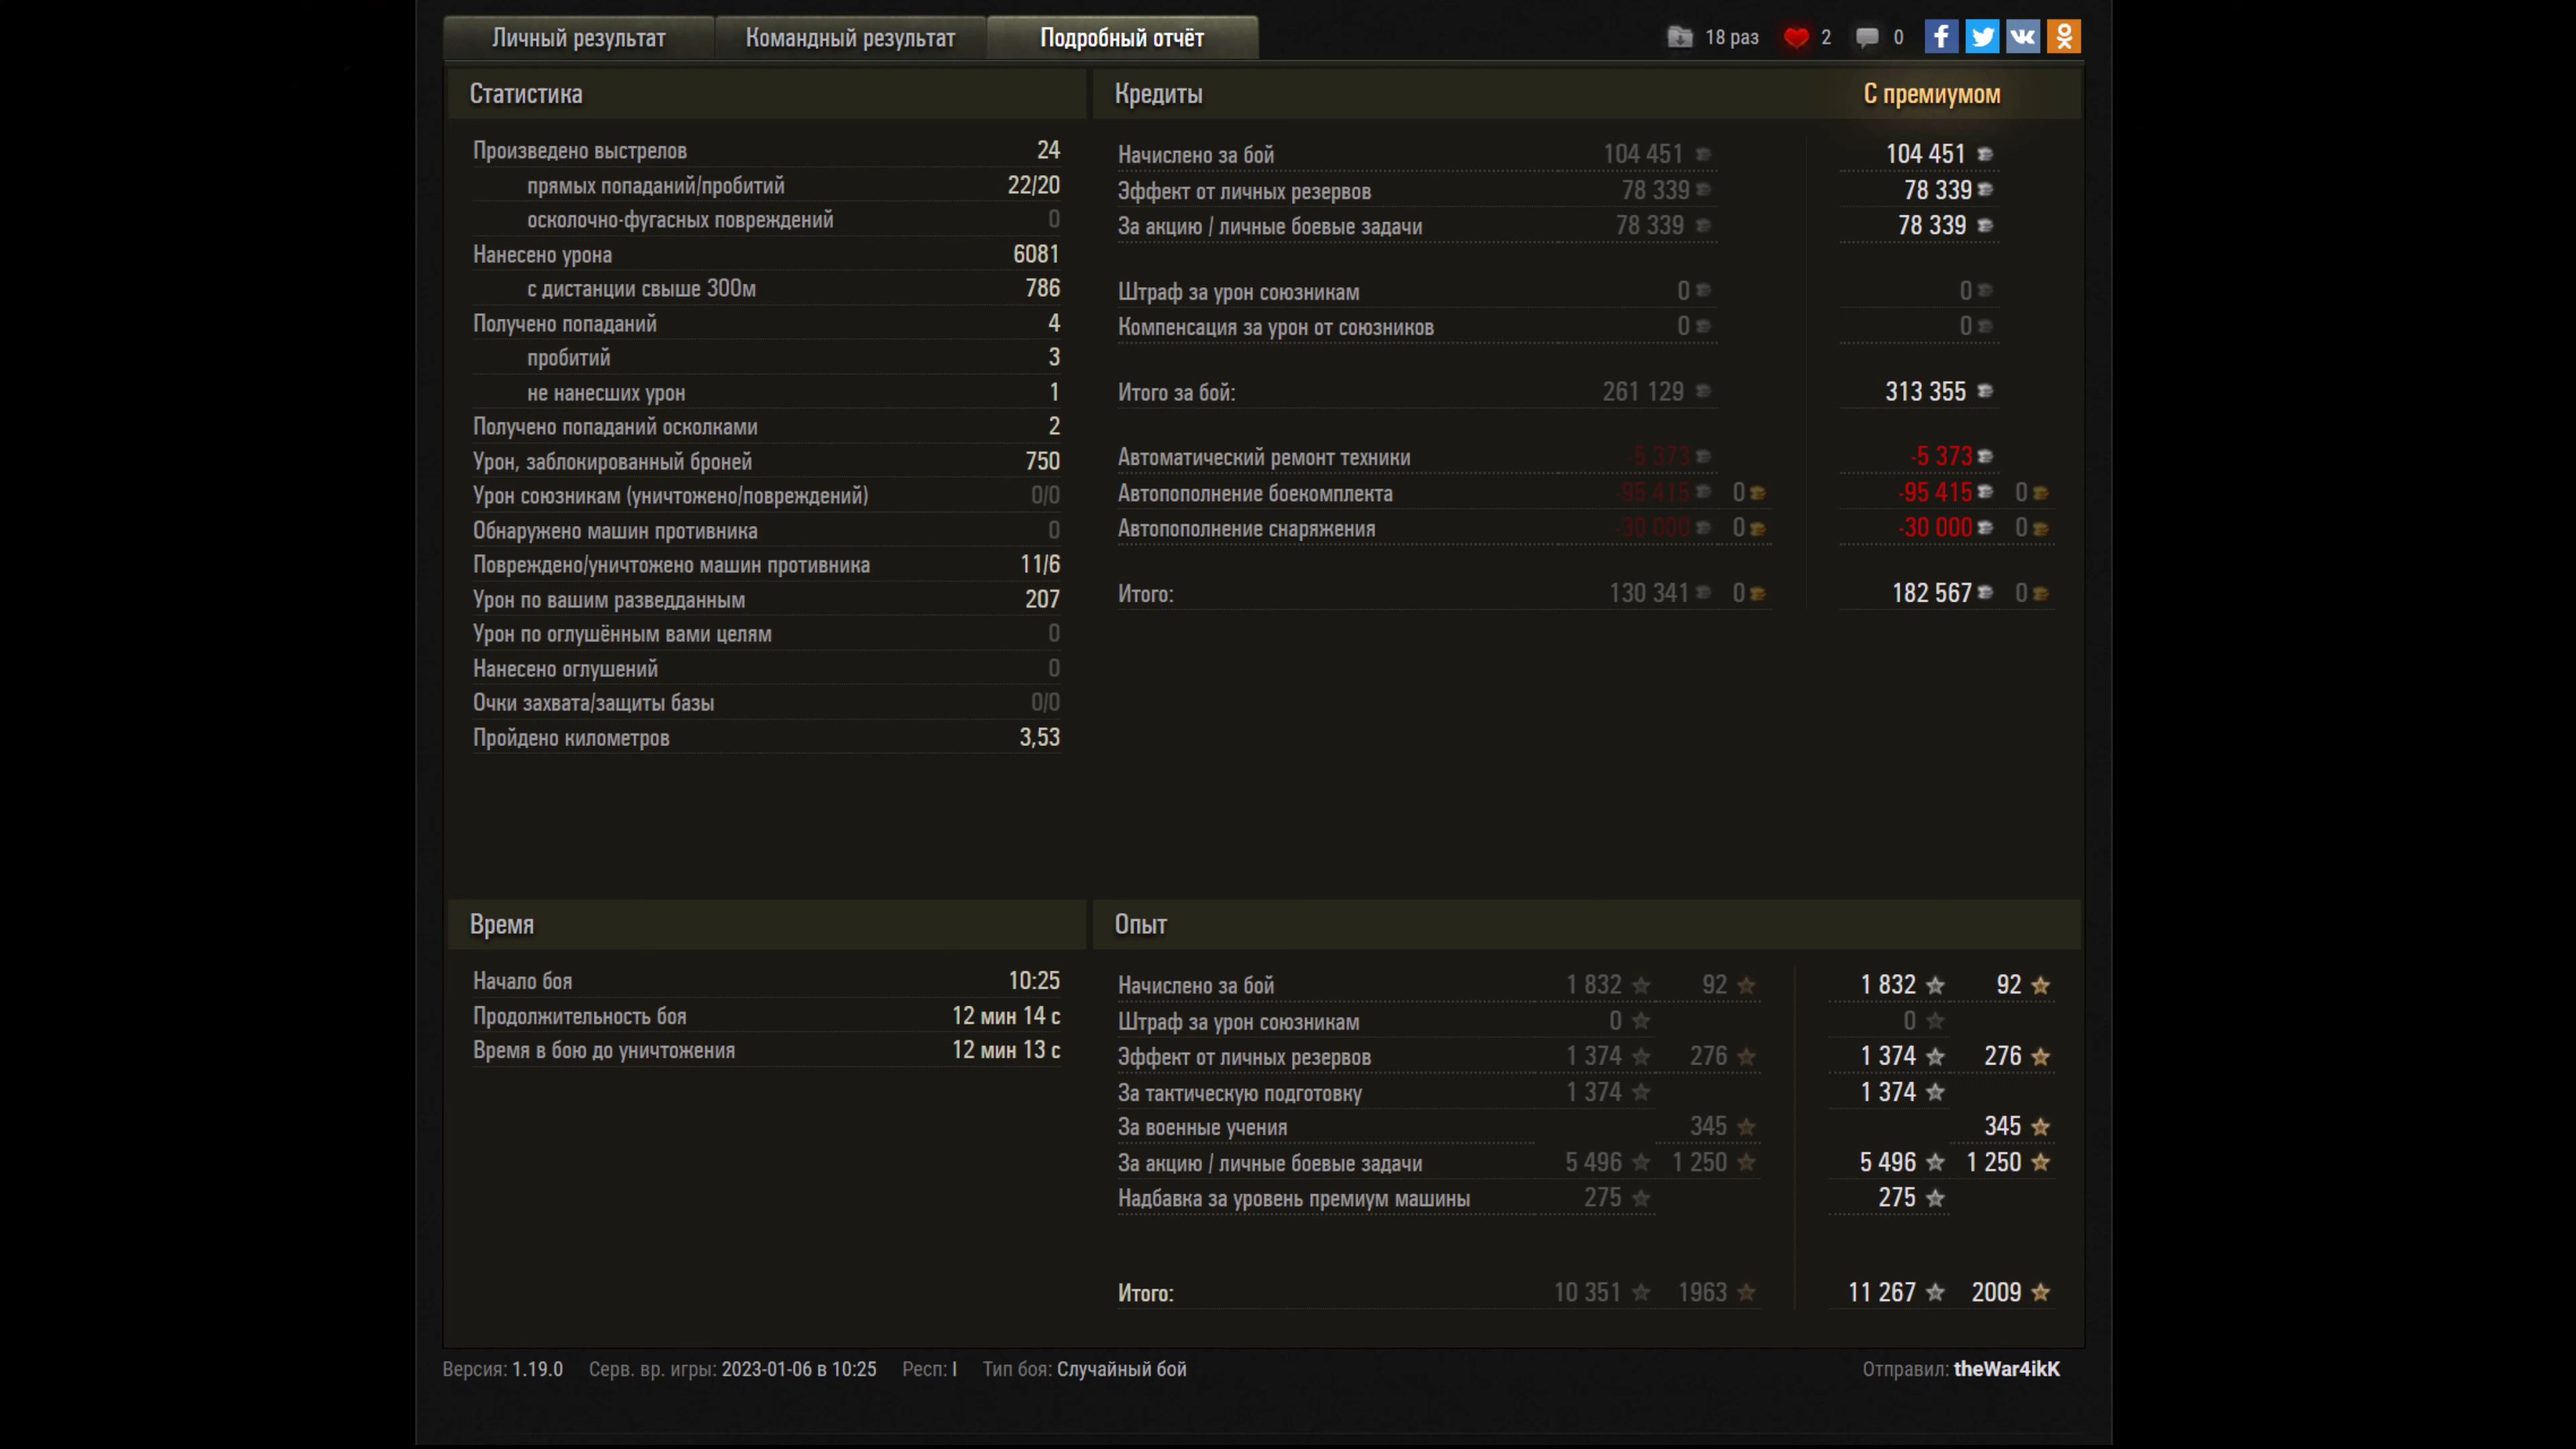 Личный результат Командный результат Подробный отчёт 18 раз 2 0
Статистика
Произведено выстрелов 24
прямых попаданий/пробитий 22/20
осколочно-фугасных повреждений 0
Нанесено урона 6081
с дистанции свыше 300м 786
Получено попаданий 4
пробитий 3
не нанесших урон 1
Получено попаданий осколками 2
Урон, заблокированный броней 750
Урон союзникам (уничтожено/повреждений) 0/0
Обнаружено машин противника 0
Повреждено/уничтожено машин противника 11/6
Урон по вашим разведданным 207
Урон по оглушённым вами целям 0
Нанесено оглушений 0
Очки захвата/защиты базы 0/0
Пройдено километров 3,53
Кредиты С премиумом
Начислено за бой 104 451 104 451
Эффект от личных резервов 78 339 78 339
За акцию / личные боевые задачи 78 339 78 339
Штраф за урон союзникам 0 0
Компенсация за урон от союзников 0 0
Итого за бой: 261 129 313 355
Автоматический ремонт техники -5 373 -5 373
Автопополнение боекомплекта -95 415 0 -95 415 0
Автопополнение снаряжения -30 000 0 -30 000 0
Итого: 130 341 0 182 567 0
Время
Начало боя 10:25
Продолжительность боя 12 мин 14 с
Время в бою до уничтожения 12 мин 13 с
Опыт
Начислено за бой 1 832 92 1 832 92
Штраф за урон союзникам 0 0
Эффект от личных резервов 1 374 276 1 374 276
За тактическую подготовку 1 374 1 374
За военные учения 345 345
За акцию / личные боевые задачи 5 496 1 250 5 496 1 250
Надбавка за уровень премиум машины 275 275
Итого: 10 351 1963 11 267 2009
Версия: 1.19.0 Серв. вр. игры: 2023-01-06 в 10:25 Респ: I Тип боя: Случайный бой Отправил: theWar4ikK